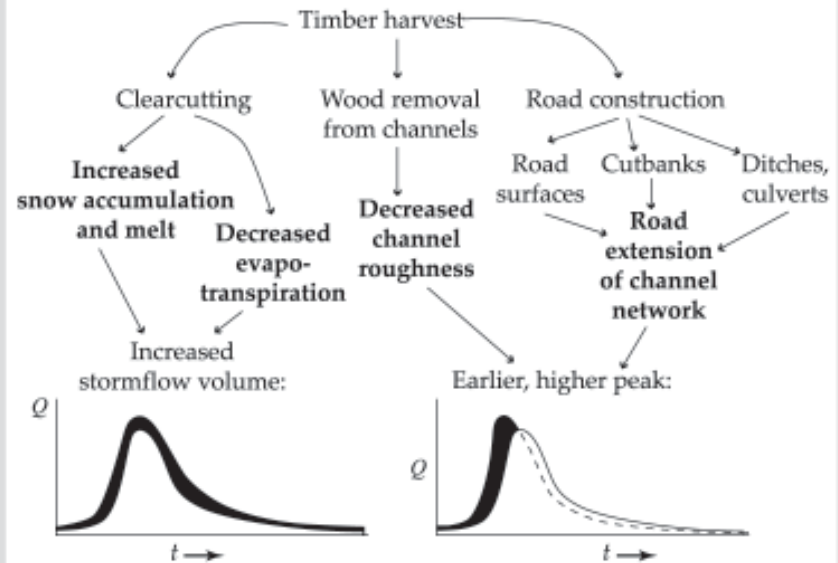 Timber harvest
Clearcutting
Wood removal
from channels
Road construction
Increased
snow accumulation
and melt
Decreased
evapo-
transpiration
Decreased
channel
roughness
Road
surfaces
Cutbanks
Ditches,
culverts
Road
extension
of channel
network
Increased
stormflow volume:
Earlier, higher peak:
Q
t
Q
t